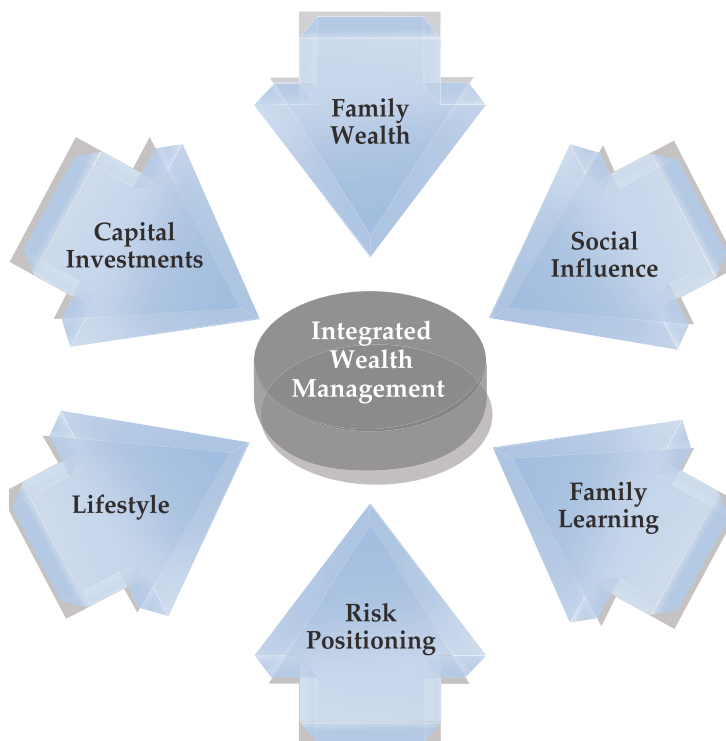 Family
Wealth
Capital
Investments
Social
Influence
Integrated
Wealth
Management
Lifestyle
Family
Learning
Risk
Positioning